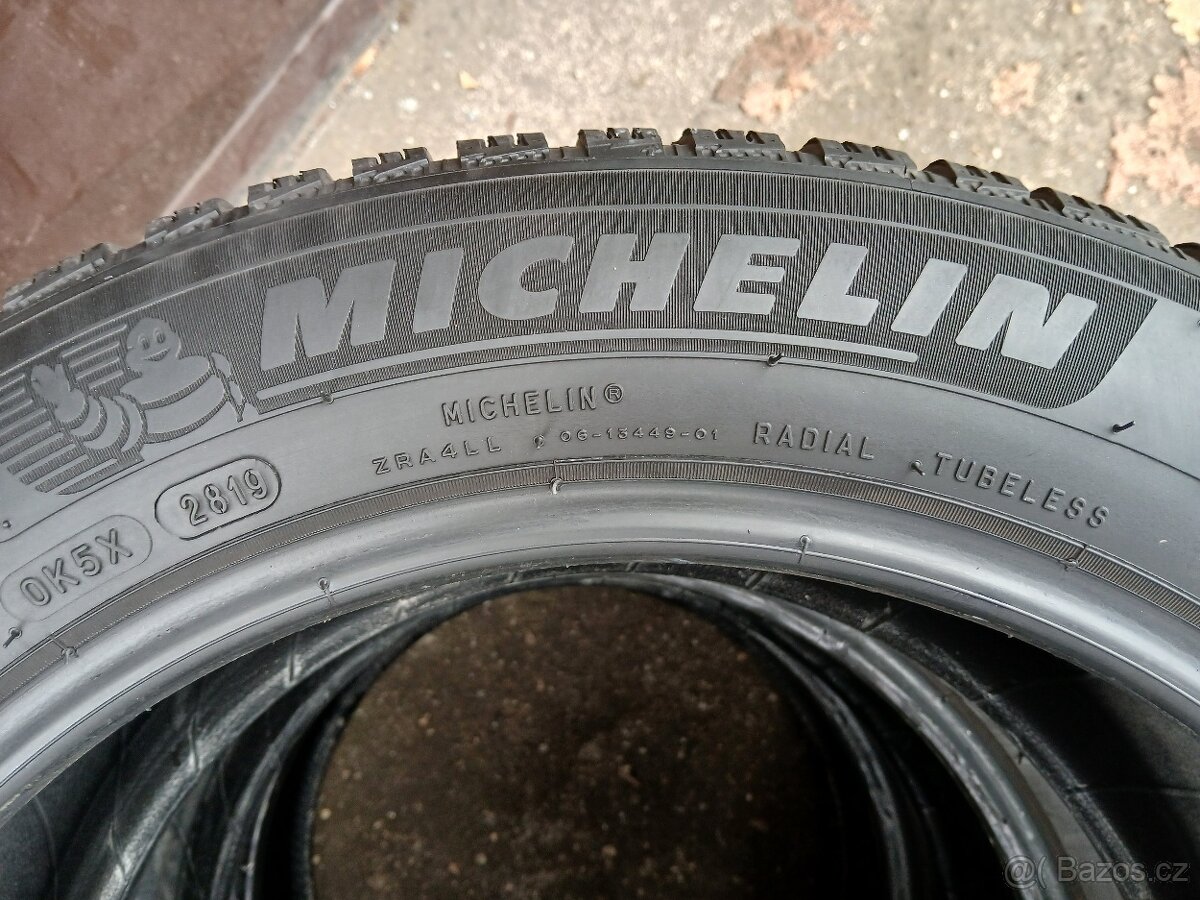 MICHELIN
MICHELIN®
ZRA4LL 06-13449-01 RADIAL TUBELESS
0K5X 2819
@( Bazos.cz